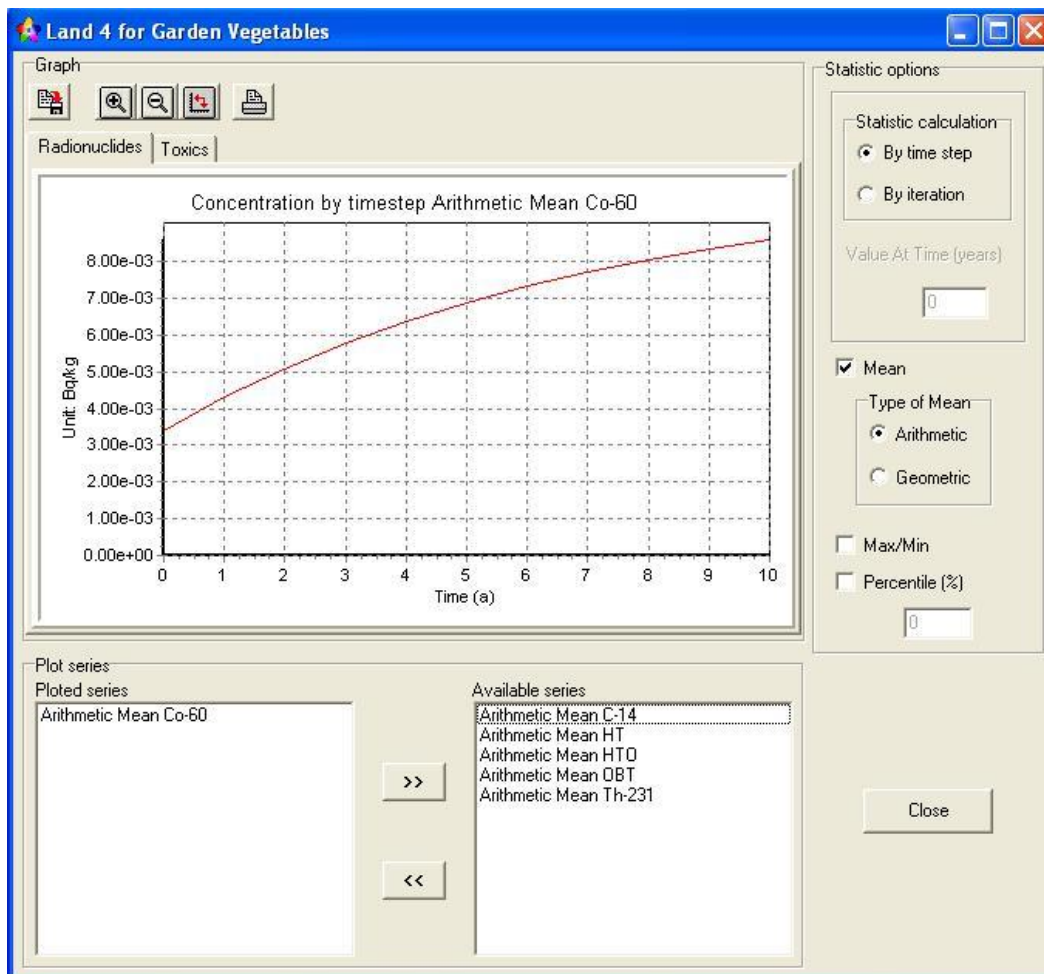 Land 4 for Garden Vegetables
Graph
Radionuclides
Toxics
Concentration by timestep Arithmetic Mean Co-60
Unit: Bq/kg
8.00e-03
7.00e-03
6.00e-03
5.00e-03
4.00e-03
3.00e-03
2.00e-03
1.00e-03
0.00e+00
0 1 2 3 4 5 6 7 8 9 10
Time (a)
Statistic options
Statistic calculation
By time step
By iteration
Value At Time (years)
0
Mean
Type of Mean
Arithmetic
Geometric
Max/Min
Percentile (%)
0
Plot series
Ploted series
Arithmetic Mean Co-60
>>
<<
Available series
Arithmetic Mean C-14
Arithmetic Mean HT
Arithmetic Mean HTO
Arithmetic Mean OBT
Arithmetic Mean Th-231
Close